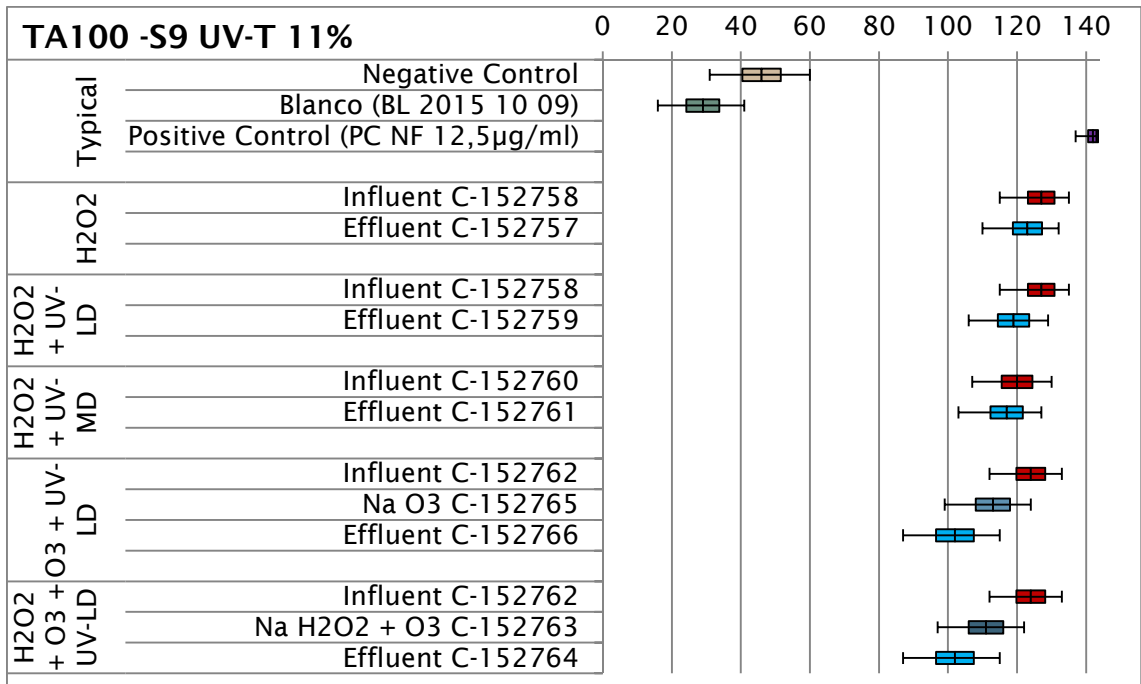 TA100 -S9 UV-T 11%
0 20 40 60 80 100 120 140
Typical
Negative Control
Blanco (BL 2015 10 09)
Positive Control (PC NF 12,5µg/ml)
H2O2
Influent C-152758
Effluent C-152757
H2O2
+ UV-
LD
Influent C-152758
Effluent C-152759
H2O2
+ UV-
MD
Influent C-152760
Effluent C-152761
+ O3 + UV-
LD
Influent C-152762
Na O3 C-152765
Effluent C-152766
H2O2
+ O3 +
UV-LD
Influent C-152762
Na H2O2 + O3 C-152763
Effluent C-152764